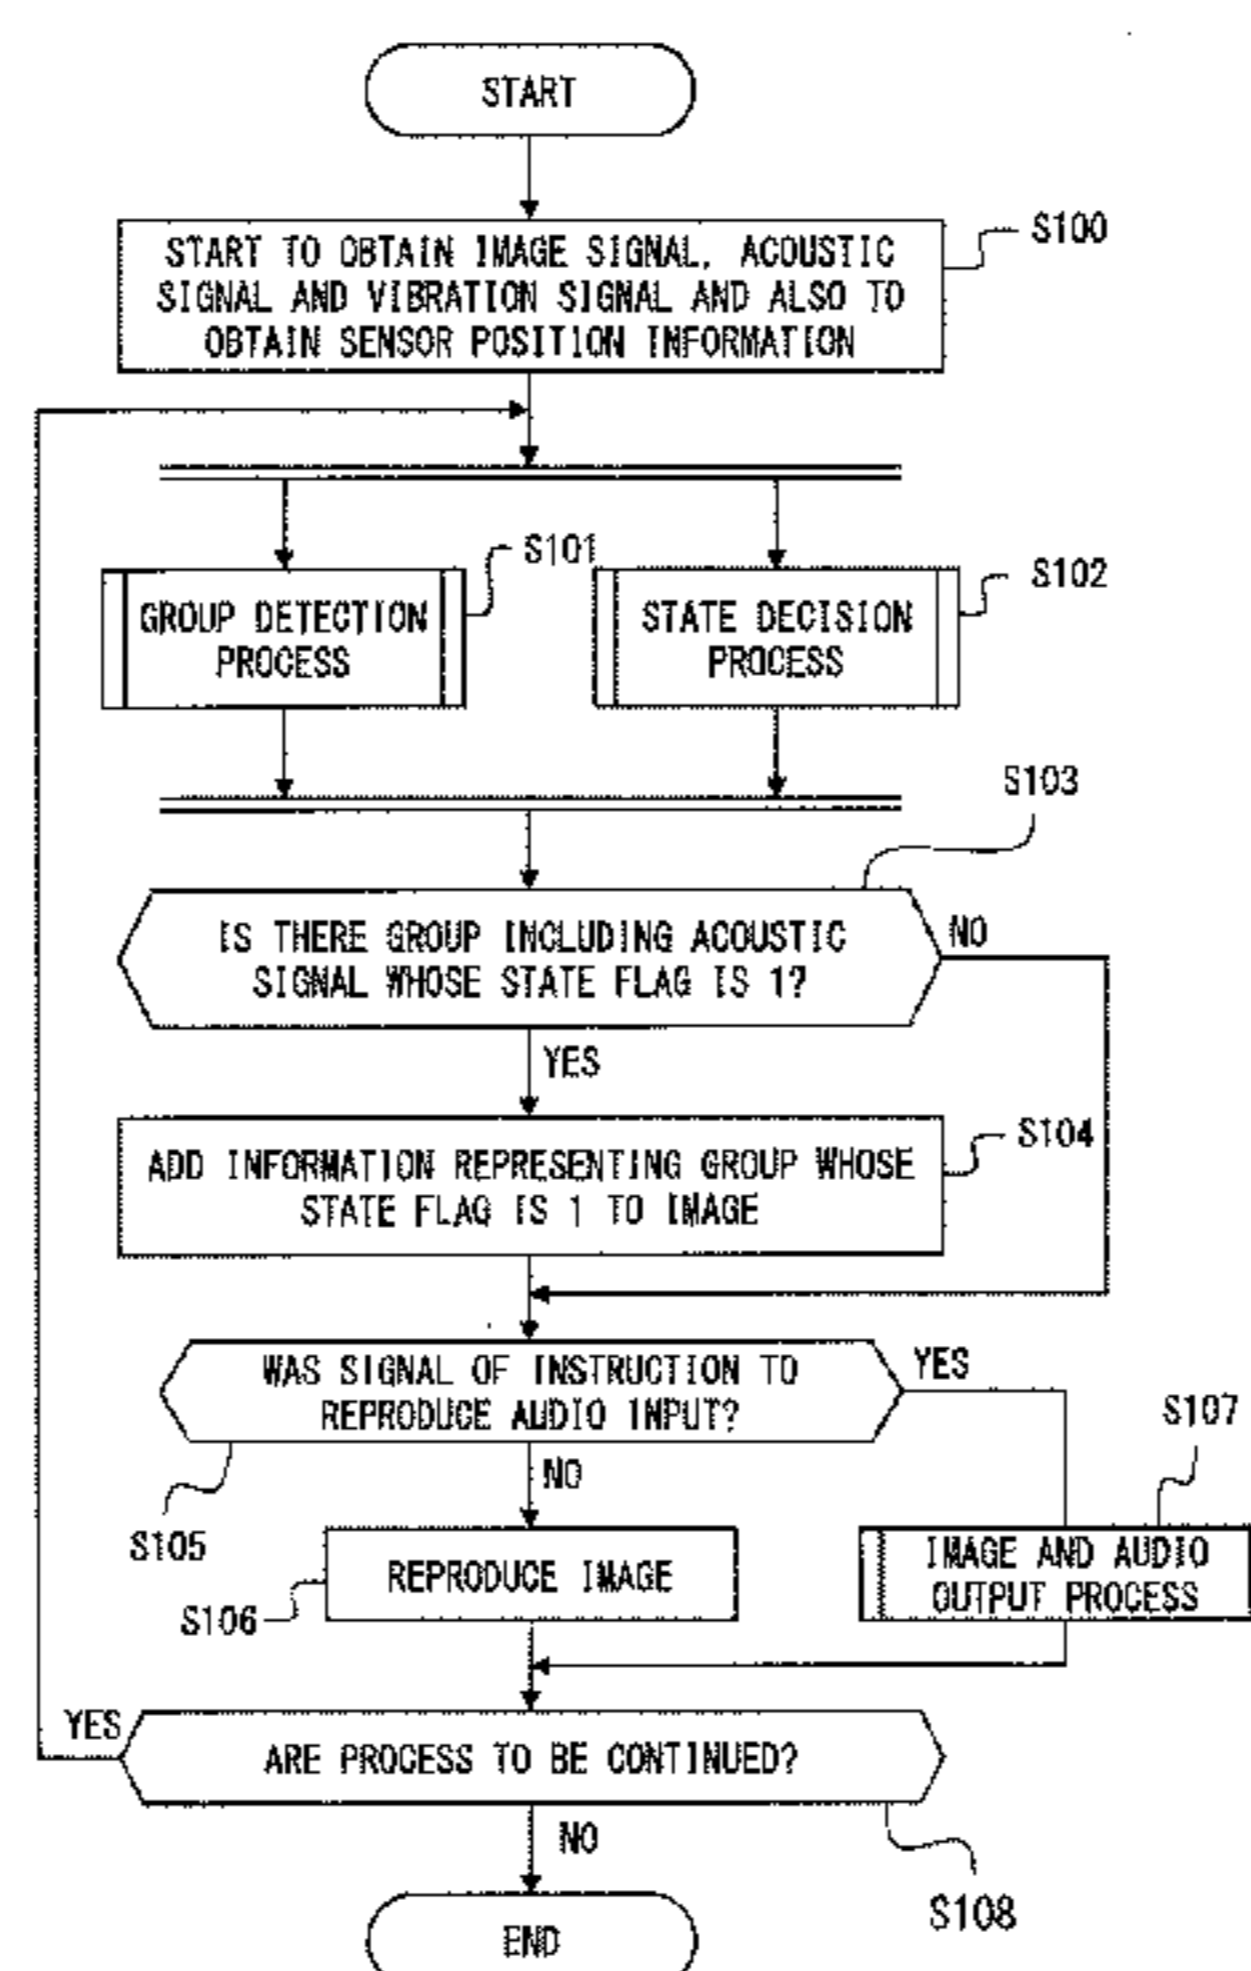 START
START TO OBTAIN IMAGE SIGNAL, ACOUSTIC
SIGNAL AND VIBRATION SIGNAL AND ALSO TO
OBTAIN SENSOR POSITION INFORMATION
S100
GROUP DETECTION
PROCESS
S101
STATE DECISION
PROCESS
S102
S103
IS THERE GROUP INCLUDING ACOUSTIC
SIGNAL WHOSE STATE FLAG IS 1?
NO
YES
ADD INFORMATION REPRESENTING GROUP WHOSE
STATE FLAG IS 1 TO IMAGE
S104
WAS SIGNAL OF INSTRUCTION TO
REPRODUCE AUDIO INPUT?
YES
S105
NO
S107
REPRODUCE IMAGE
S106
IMAGE AND AUDIO
OUTPUT PROCESS
YES
ARE PROCESS TO BE CONTINUED?
NO
S108
END